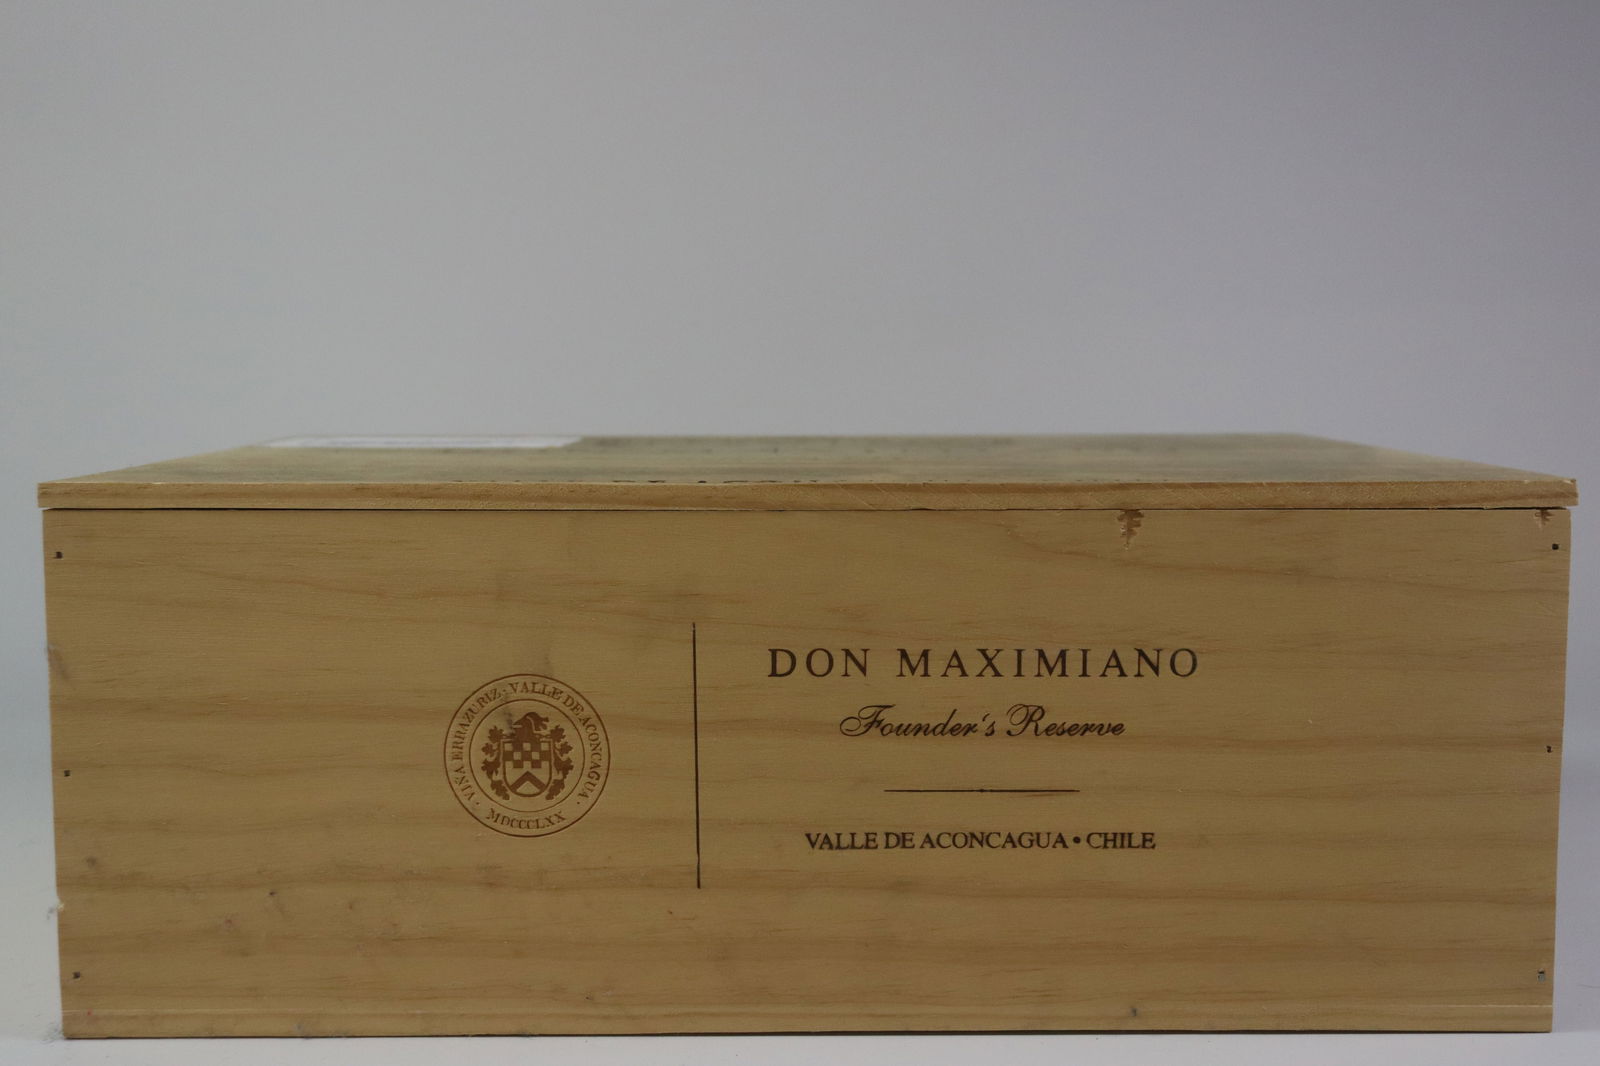 VIÑA ERRAZURIZ · VALLE DE ACONCAGUA ·
MDCCCLXX
DON MAXIMIANO
Founder's Reserve
VALLE DE ACONCAGUA • CHILE